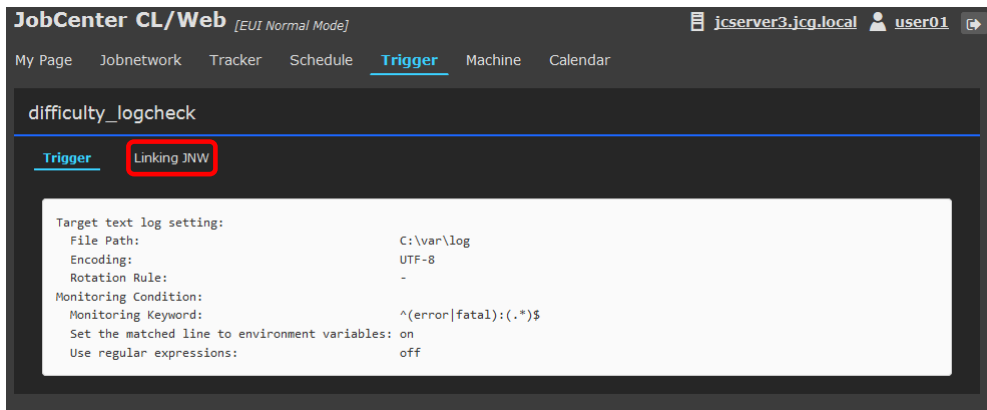 JobCenter CL/Web [EUI Normal Mode] jcserver3.jcg.local user01
My Page Jobnetwork Tracker Schedule Trigger Machine Calendar
difficulty_logcheck
Trigger Linking JNW
Target text log setting:
File Path: C:\var\log
Encoding: UTF-8
Rotation Rule: -
Monitoring Condition:
Monitoring Keyword: ^(error|fatal):(.*)$
Set the matched line to environment variables: on
Use regular expressions: off